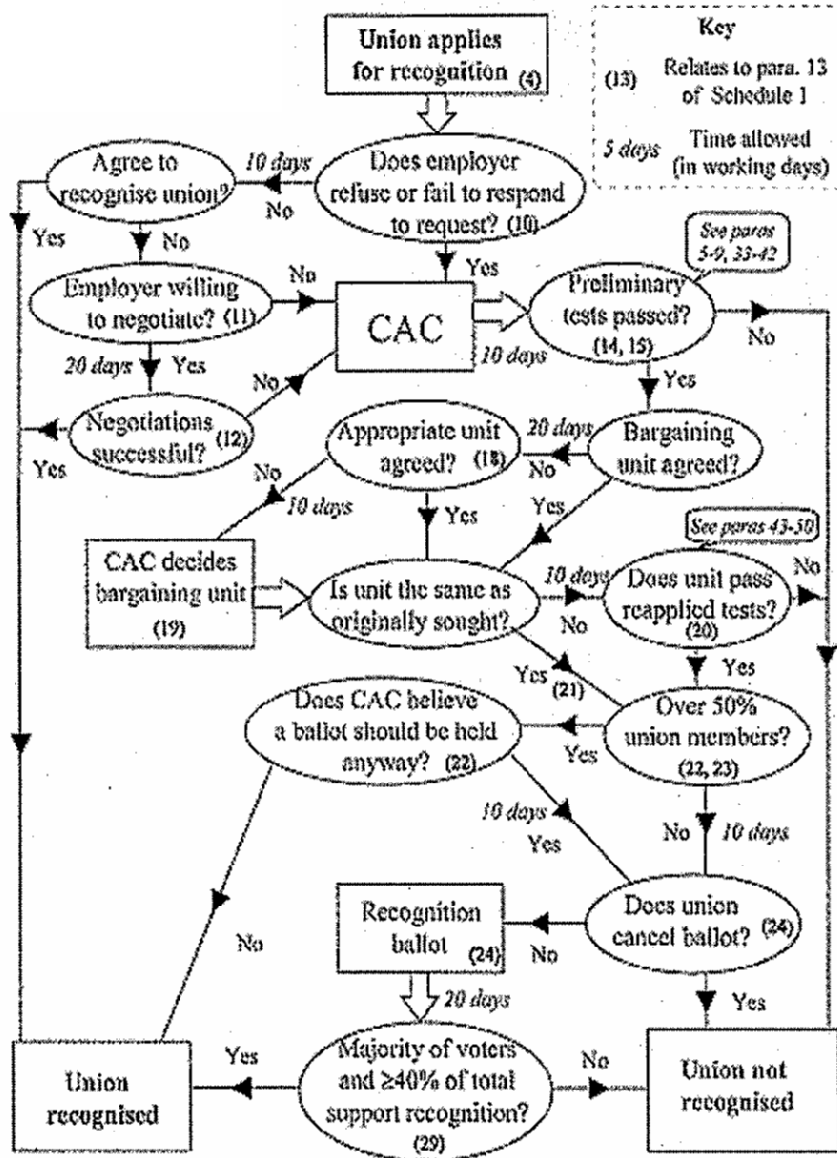 Union applies
for recognition (4)
Key
(13) Relates to para. 13
of Schedule 1
5 days Time allowed
(in working days)
Agree to
recognise union?
10 days
No
Does employer
refuse or fail to respond
to request? (10)
Yes
No
Yes
See paras
5-9, 33-42
Employer willing
to negotiate? (11)
No
CAC
10 days
Preliminary
tests passed?
(14, 15)
No
20 days
Yes
No
Yes
Negotiations
successful? (12)
Yes
Appropriate unit
agreed? (18)
20 days
No
Bargaining
unit agreed?
No
10 days
Yes
Yes
See paras 43-50
CAC decides
bargaining unit
(19)
Is unit the same as
originally sought?
10 days
No
Does unit pass
reapplied tests?
(20)
No
Yes
(21)
Yes
Does CAC believe
a ballot should be held
anyway? (22)
Yes
Over 50%
union members?
(22, 23)
10 days
Yes
No
10 days
No
Recognition
ballot
(24)
No
Does union
cancel ballot? (24)
20 days
Yes
Union
recognised
Yes
Majority of voters
and ≥40% of total
support recognition?
(29)
No
Union not
recognised